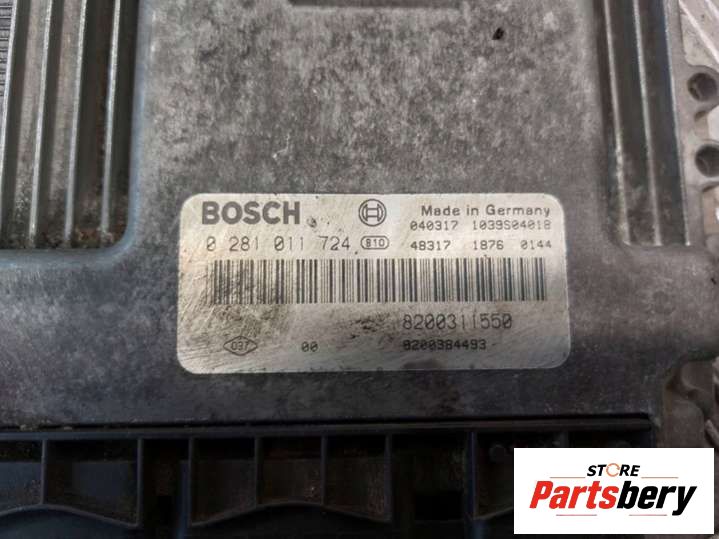 BOSCH Made in Germany
040317 1039S04018
0 281 011 724 810 48317 1876 0144
8200311550
037 00 8200384493-
STORE
Partsbery